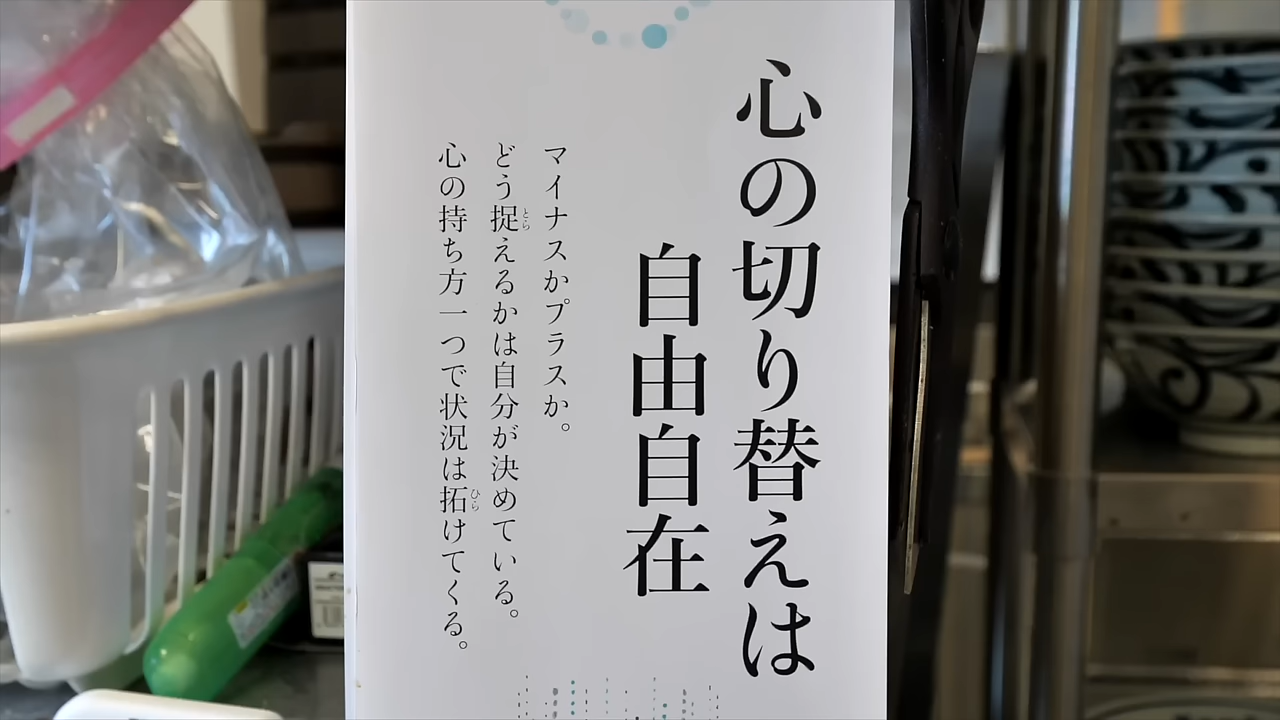 心の切り替えは
自由自在
マイナスかプラスか。
どう捉えるかは自分が決めている。
心の持ち方一つで状況は拓けてくる。